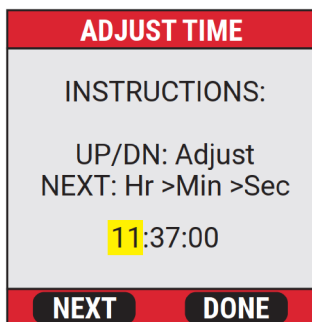 ADJUST TIME
INSTRUCTIONS:
UP/DN: Adjust
NEXT: Hr >Min >Sec
11:37:00
NEXT DONE